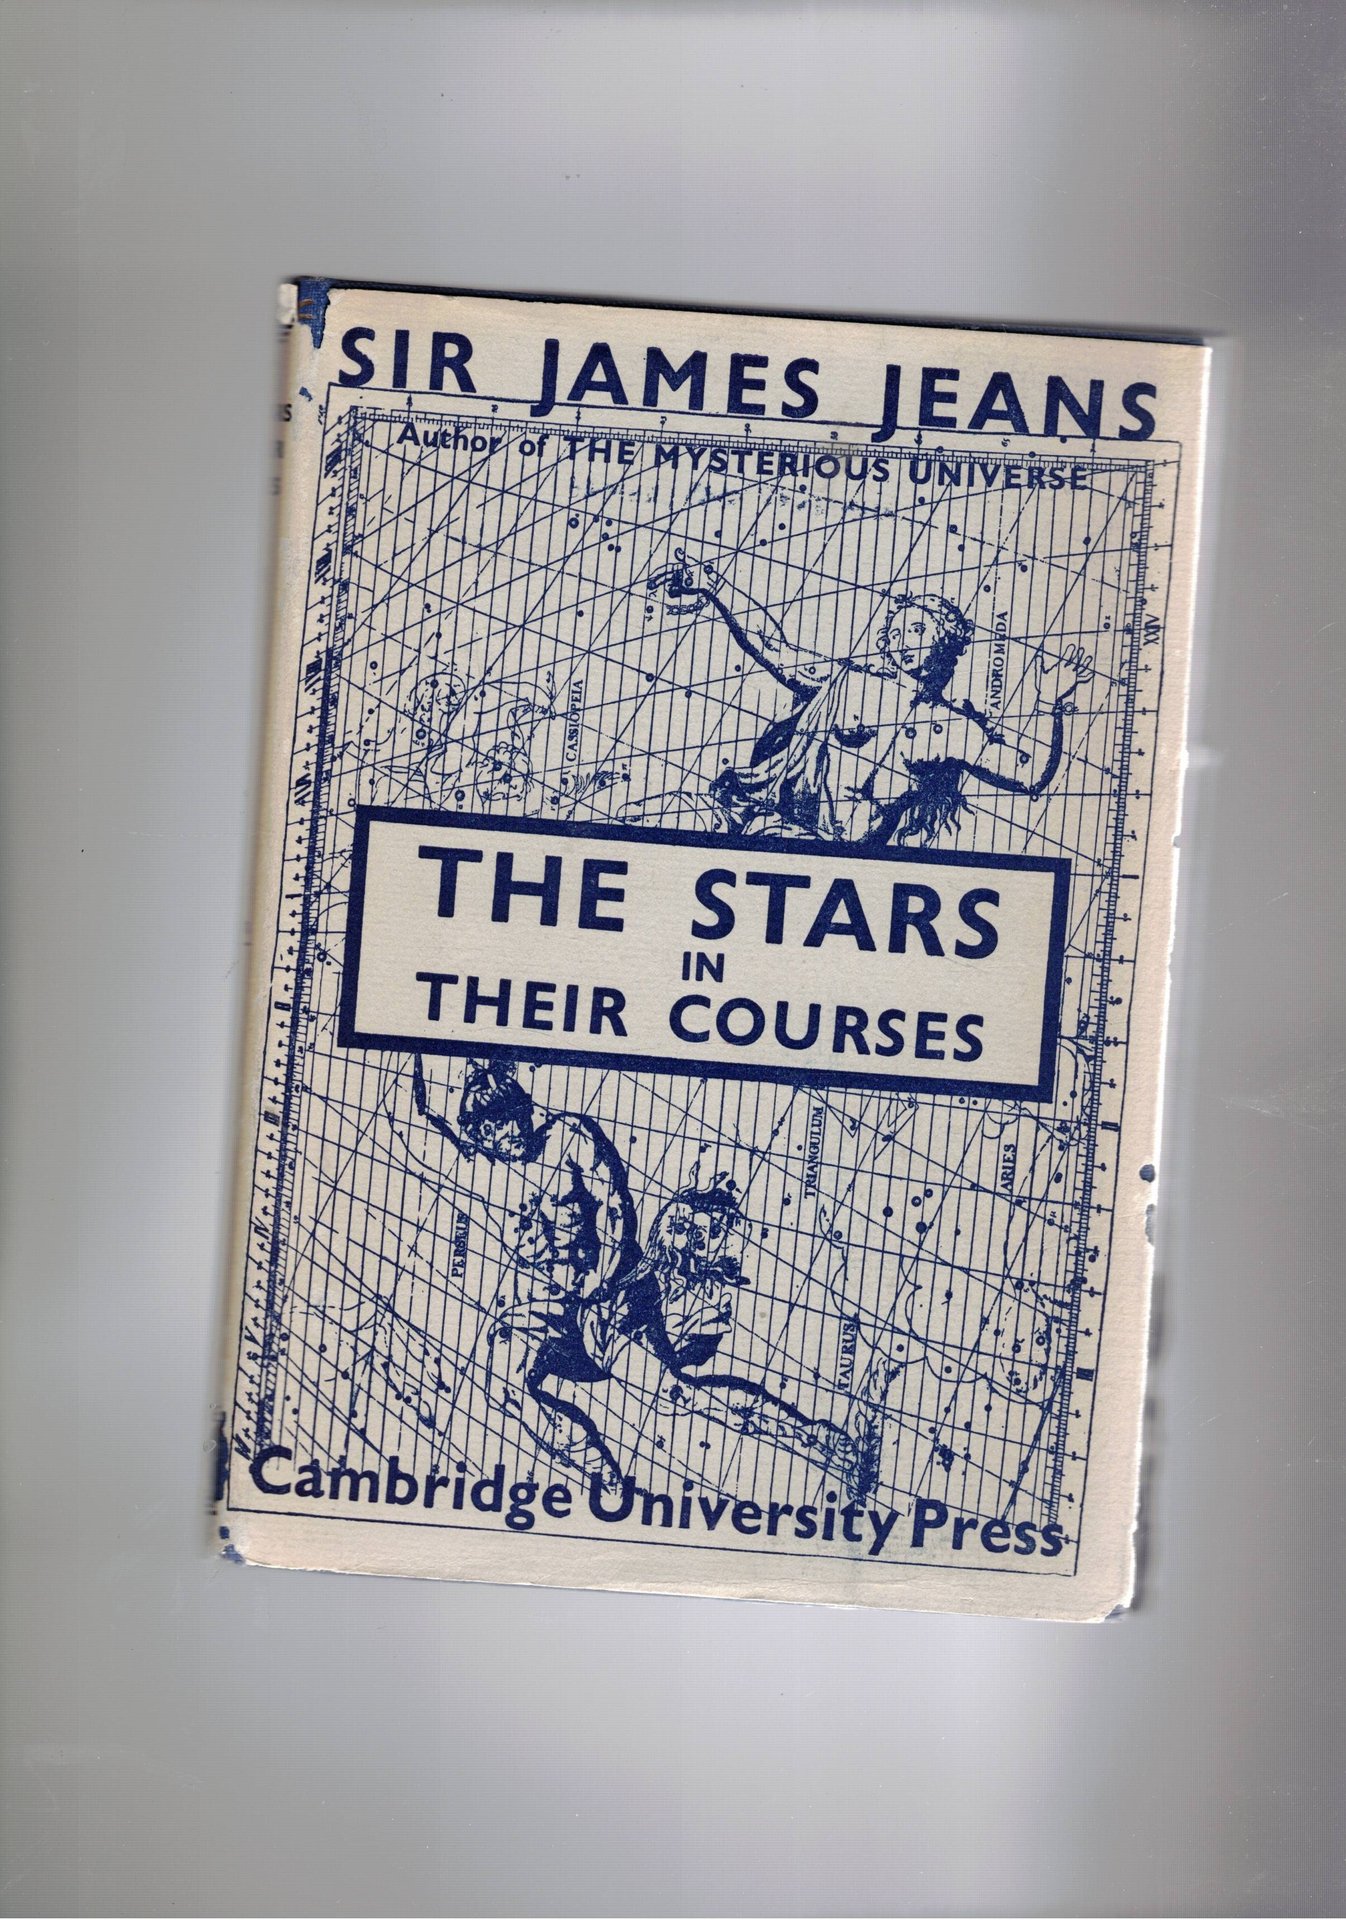 SIR JAMES JEANS
Author of THE MYSTERIOUS UNIVERSE
ANDROMEDA
CASSIOPEIA
THE STARS
IN
THEIR COURSES
TRIANGULUM
ARIES
PERSEUS
TAURUS
Cambridge University Press